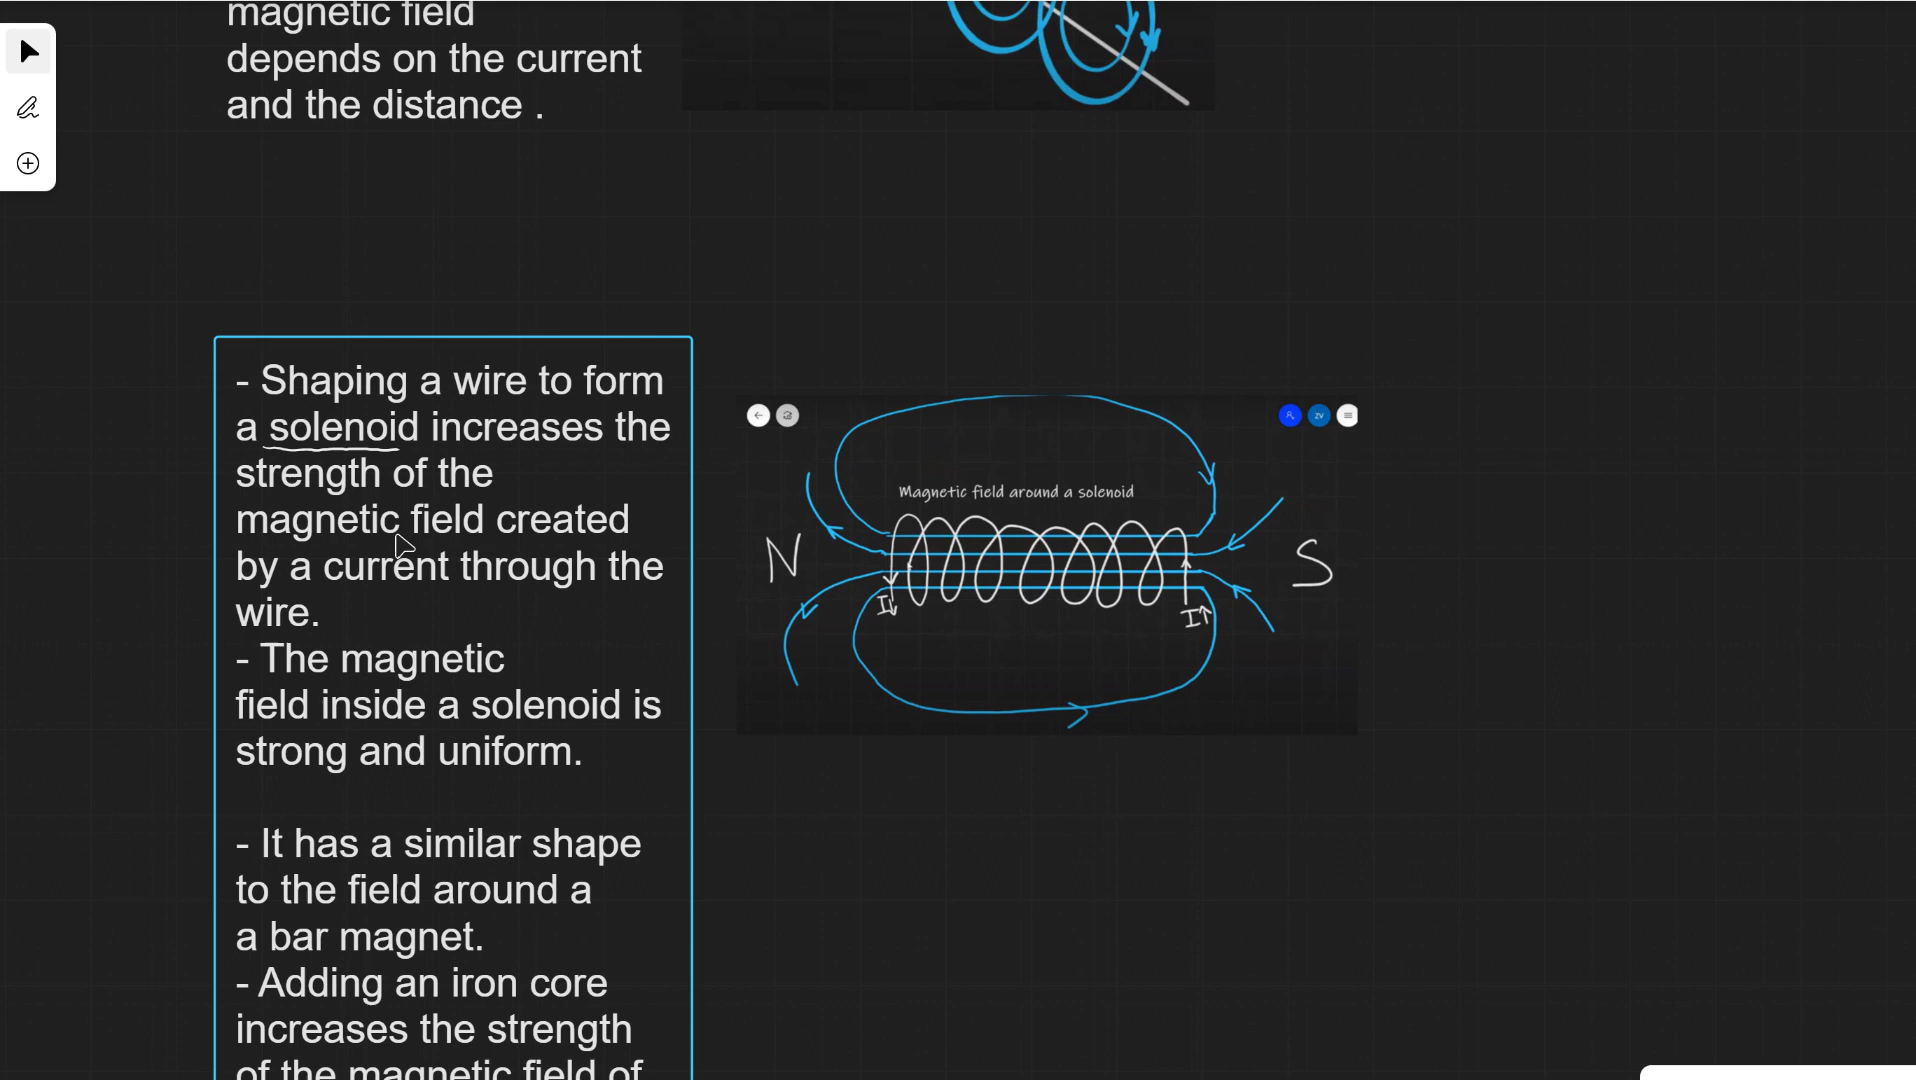 magnetic field
depends on the current
and the distance .
- Shaping a wire to form
a solenoid increases the
strength of the
magnetic field created
by a current through the
wire.
- The magnetic
field inside a solenoid is
strong and uniform.
- It has a similar shape
to the field around a
a bar magnet.
- Adding an iron core
increases the strength
of the magnetic field of
ZV
Magnetic field around a solenoid
N
S
I↓
I↑